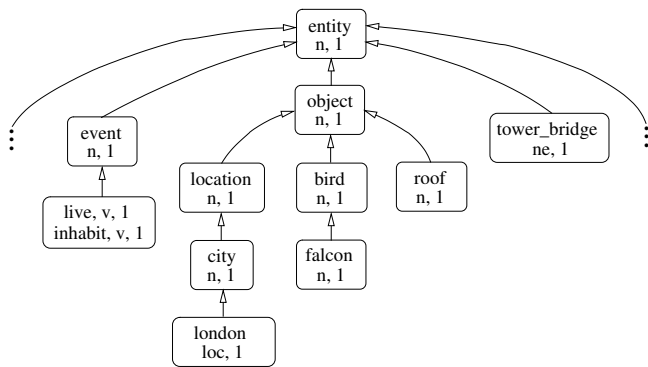 entity
n, 1
object
n, 1
event
n, 1
tower_bridge
ne, 1
location
n, 1
bird
n, 1
roof
n, 1
live, v, 1
inhabit, v, 1
city
n, 1
falcon
n, 1
london
loc, 1